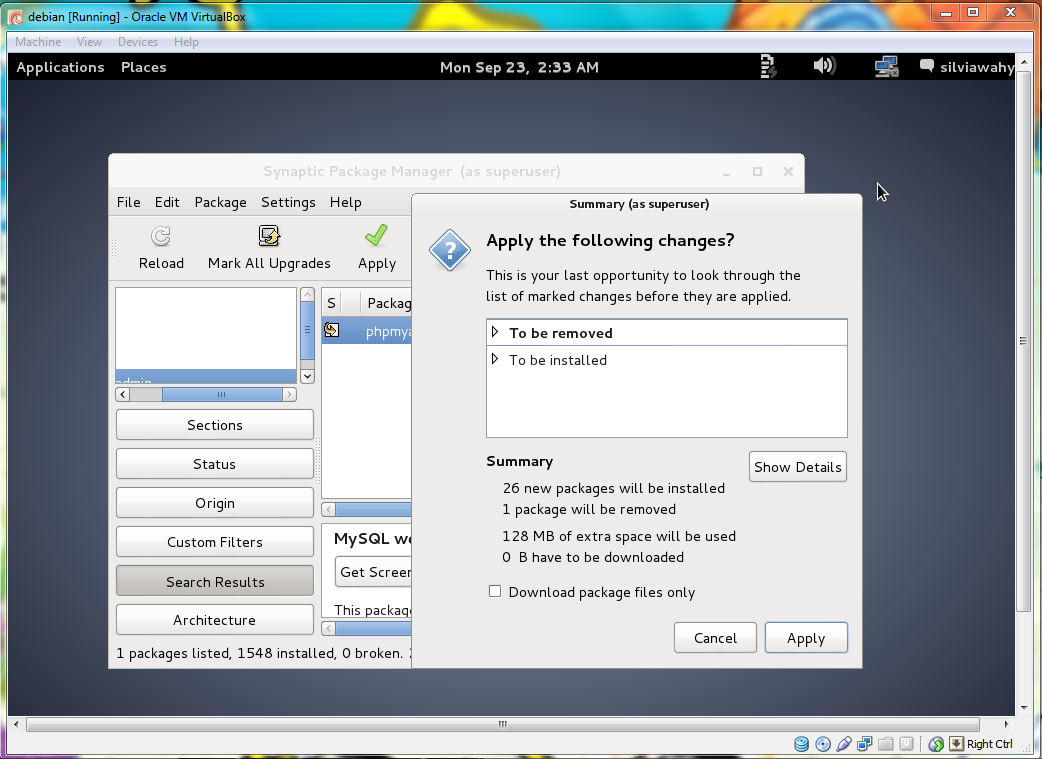 debian [Running] - Oracle VM VirtualBox
Machine View Devices Help
Applications Places Mon Sep 23, 2:33 AM silviawahy
Synaptic Package Manager (as superuser)
File Edit Package Settings Help
Reload Mark All Upgrades Apply
S Packag
phpmya
admin
Sections
Status
Origin
Custom Filters
Search Results
Architecture
MySQL we
Get Screen
This packag
1 packages listed, 1548 installed, 0 broken.
Summary (as superuser)
?
Apply the following changes?
This is your last opportunity to look through the
list of marked changes before they are applied.
To be removed
To be installed
Summary
Show Details
26 new packages will be installed
1 package will be removed
128 MB of extra space will be used
0 B have to be downloaded
Download package files only
Cancel Apply
Right Ctrl